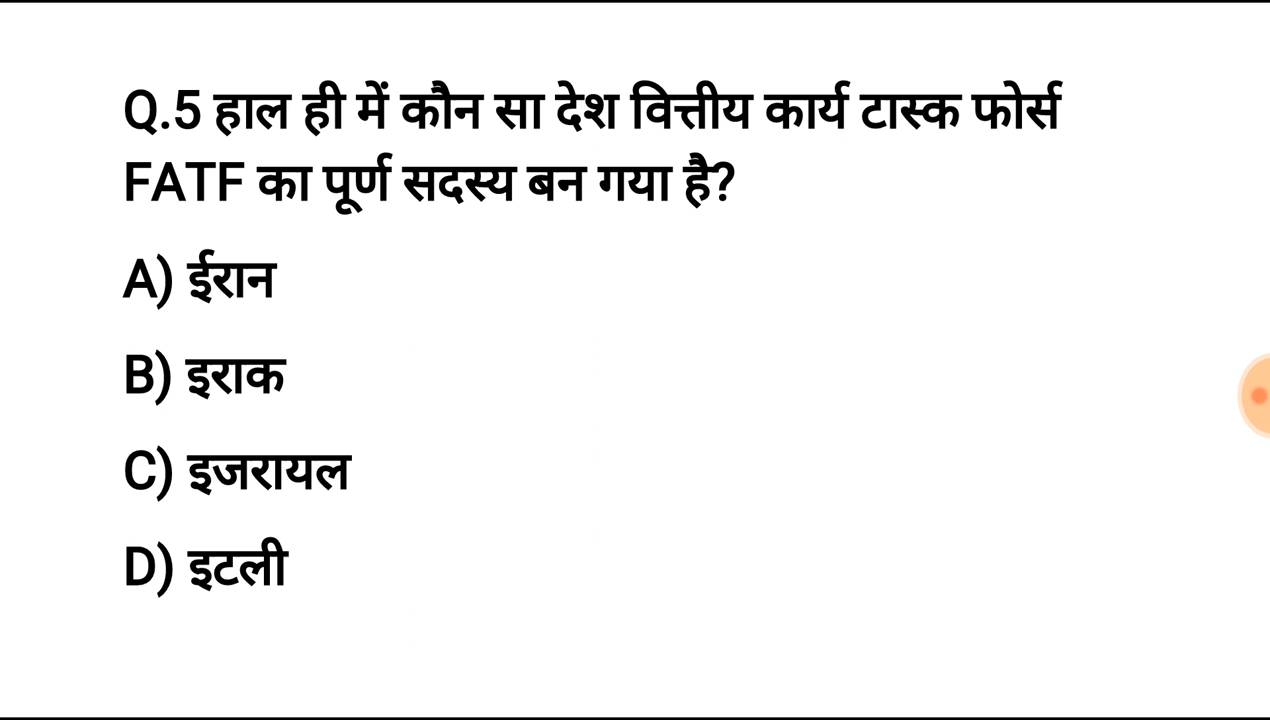 Q.5 हाल ही में कौन सा देश वित्तीय कार्य टास्क फोर्स
FATF का पूर्ण सदस्य बन गया है?
A) ईरान
B) इराक
C) इजरायल
D) इटली